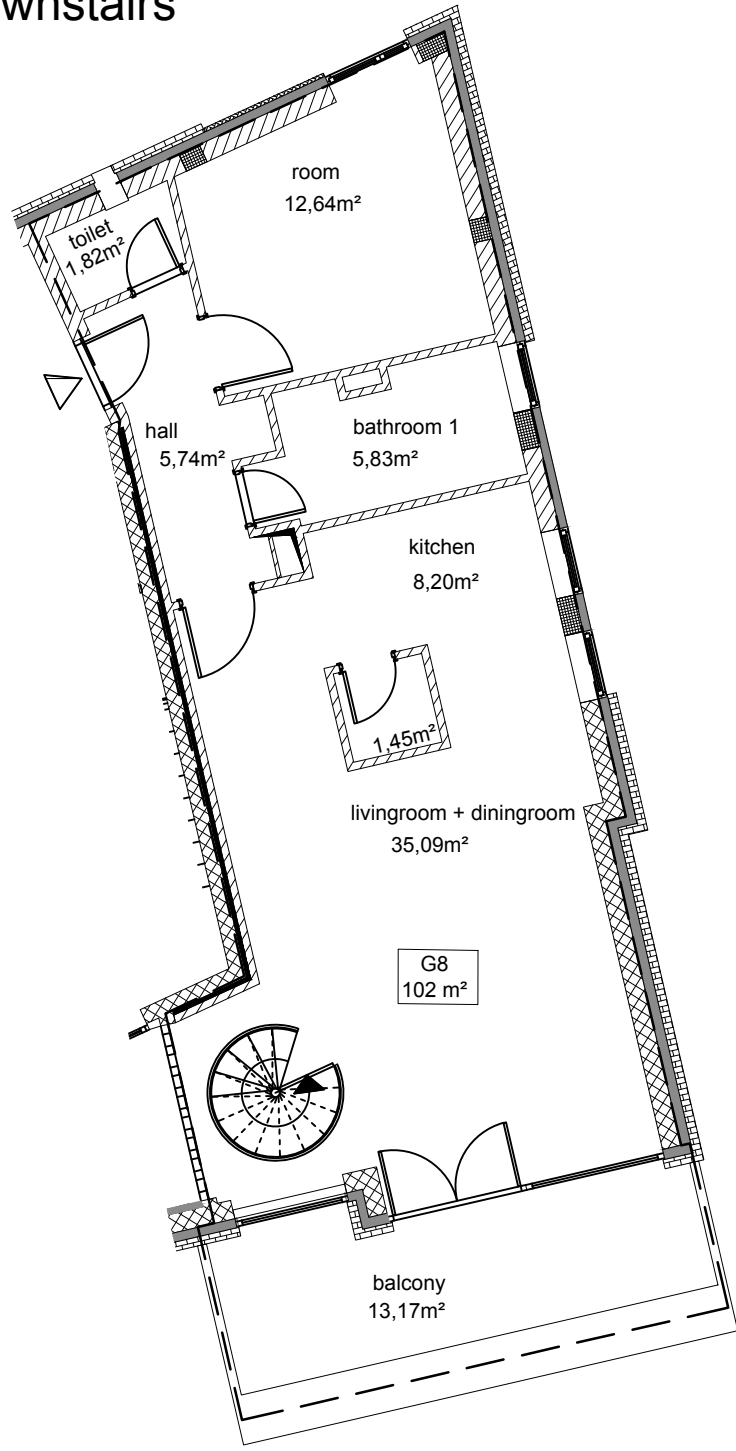 wnstairs
room
12,64m²
toilet
1,82m²
hall
5,74m²
bathroom 1
5,83m²
kitchen
8,20m²
1,45m²
livingroom + diningroom
35,09m²
G8
102 m²
balcony
13,17m²